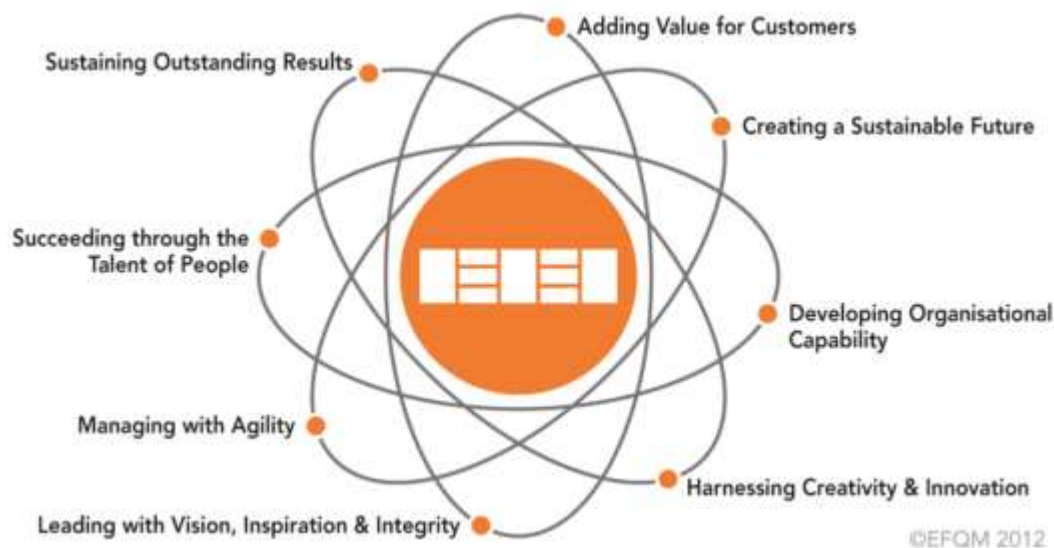 Adding Value for Customers
Sustaining Outstanding Results
Creating a Sustainable Future
Succeeding through the
Talent of People
Developing Organisational
Capability
Managing with Agility
Harnessing Creativity & Innovation
Leading with Vision, Inspiration & Integrity
©EFQM 2012